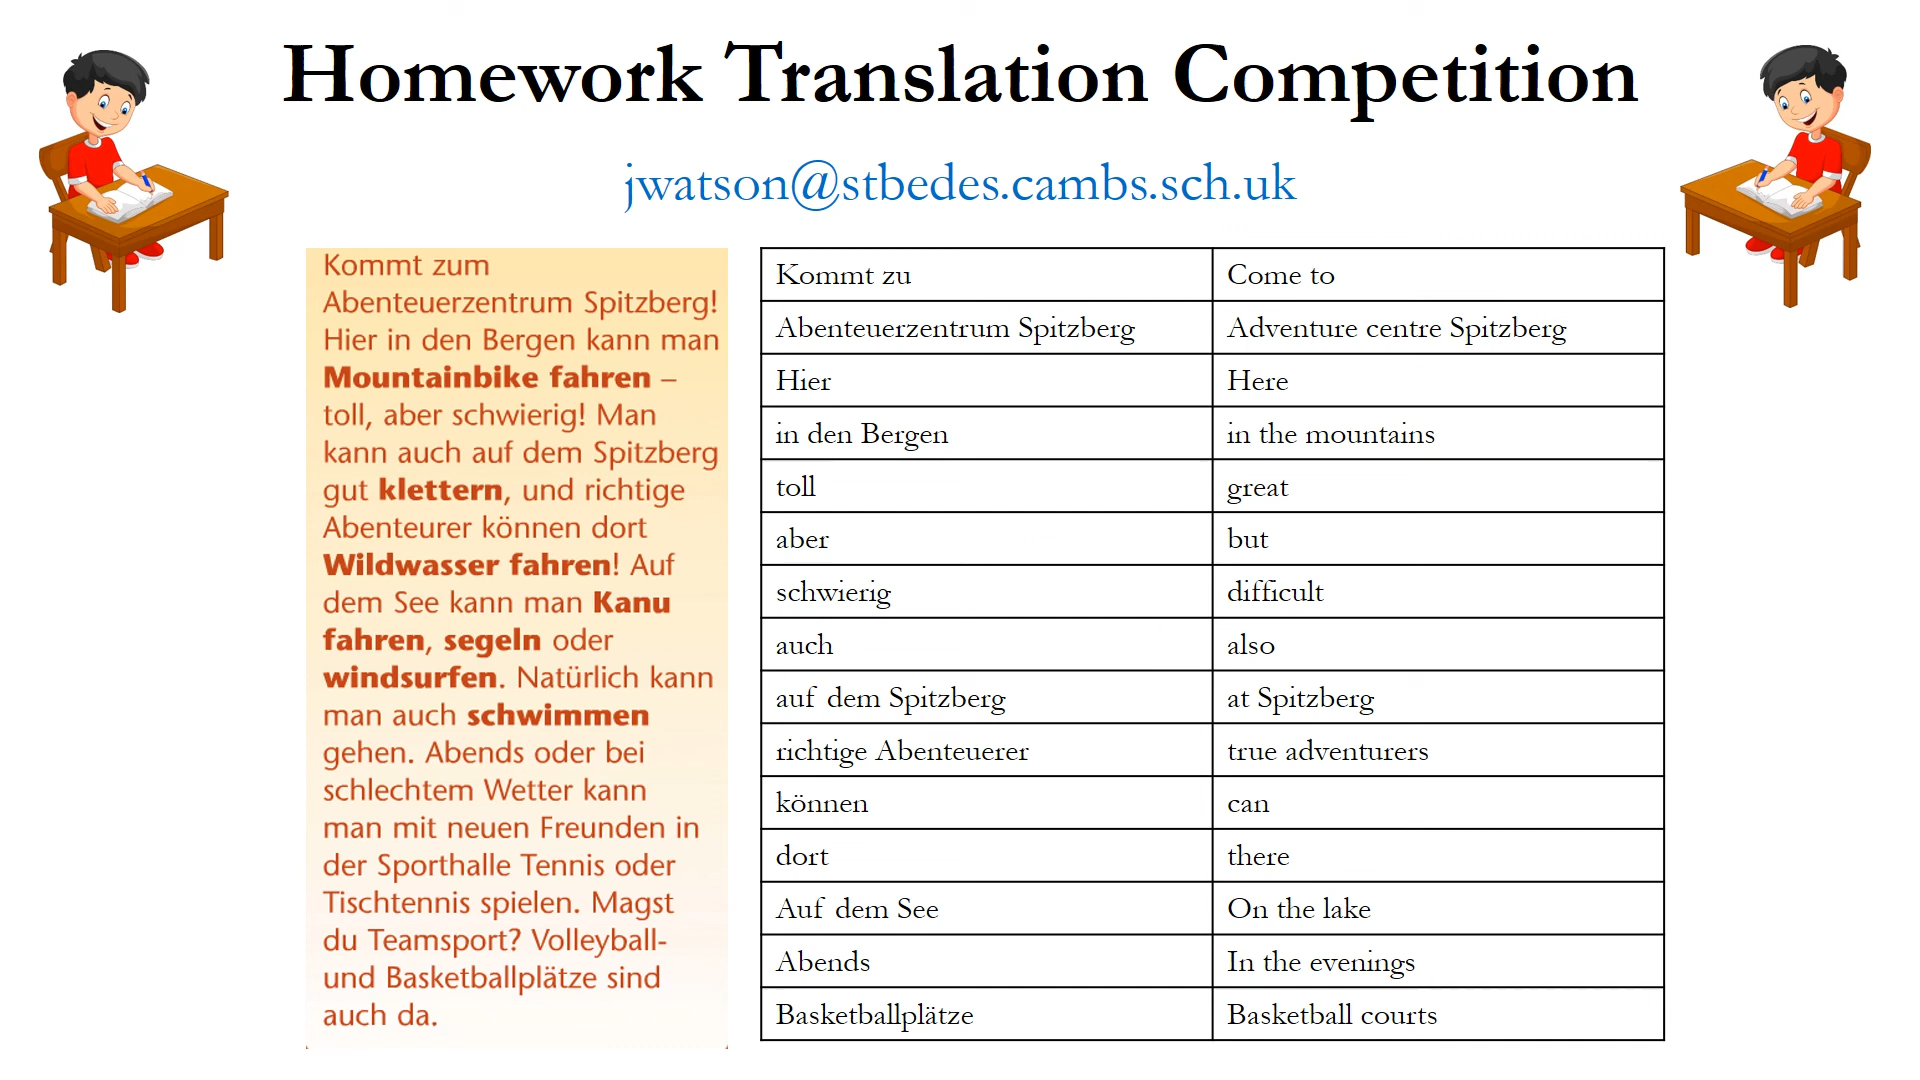 Homework Translation Competition
jwatson@stbedes.cambs.sch.uk
Kommt zum
Abenteuerzentrum Spitzberg!
Hier in den Bergen kann man
Mountainbike fahren –
toll, aber schwierig! Man
kann auch auf dem Spitzberg
gut klettern, und richtige
Abenteurer können dort
Wildwasser fahren! Auf
dem See kann man Kanu
fahren, segeln oder
windsurfen. Natürlich kann
man auch schwimmen
gehen. Abends oder bei
schlechtem Wetter kann
man mit neuen Freunden in
der Sporthalle Tennis oder
Tischtennis spielen. Magst
du Teamsport? Volleyball-
und Basketballplätze sind
auch da.
Kommt zu Come to
Abenteuerzentrum Spitzberg Adventure centre Spitzberg
Hier Here
in den Bergen in the mountains
toll great
aber but
schwierig difficult
auch also
auf dem Spitzberg at Spitzberg
richtige Abenteuerer true adventurers
können can
dort there
Auf dem See On the lake
Abends In the evenings
Basketballplätze Basketball courts